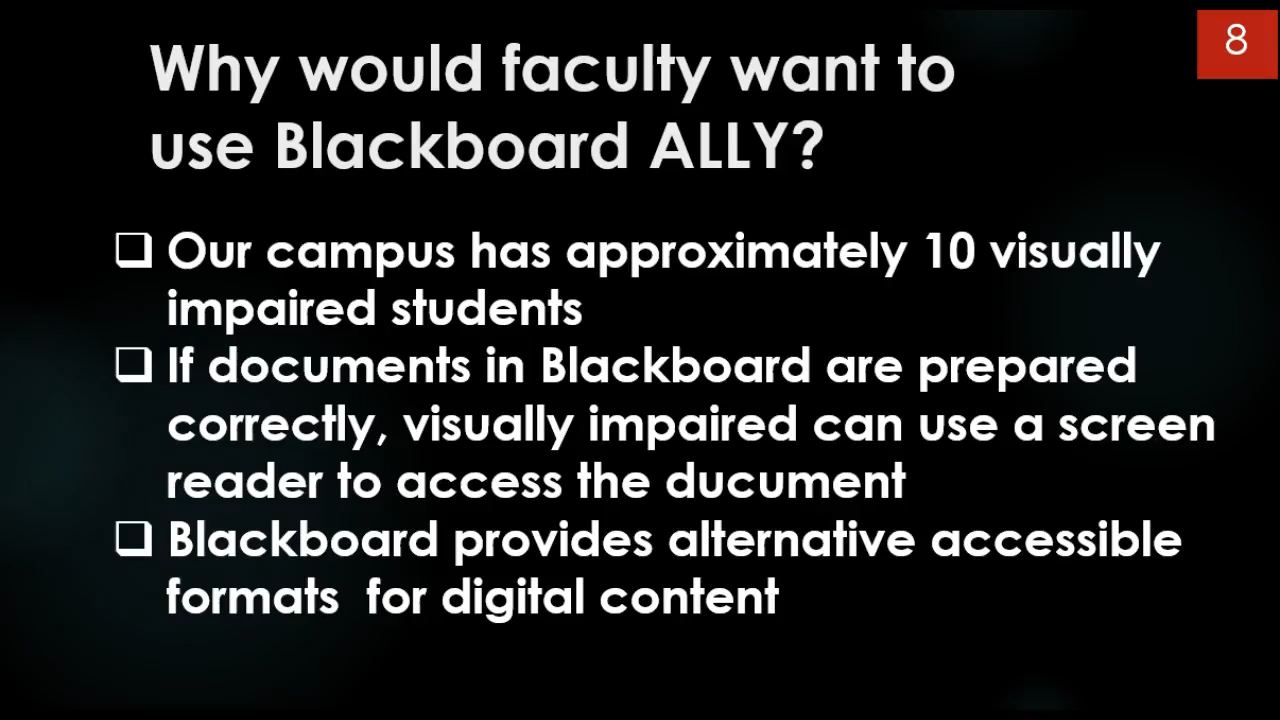 8
Why would faculty want to
use Blackboard ALLY?
Our campus has approximately 10 visually
impaired students
If documents in Blackboard are prepared
correctly, visually impaired can use a screen
reader to access the ducument
Blackboard provides alternative accessible
formats  for digital content